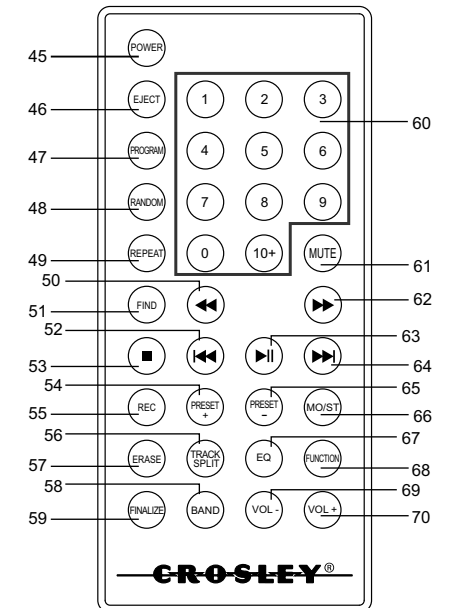 POWER
45
EJECT
1 2 3
46
60
PROGRAM
4 5 6
47
RANDOM
7 8 9
48
REPEAT
0 10+ MUTE
49
61
50
FIND
51
62
52
63
53
64
54
65
REC
PRESET
+
PRESET
–
MO/ST
55
66
56
67
ERASE
TRACK
SPLIT
EQ
FUNCTION
57
68
58
69
FINALIZE BAND VOL - VOL +
59
70
CROSLEY®